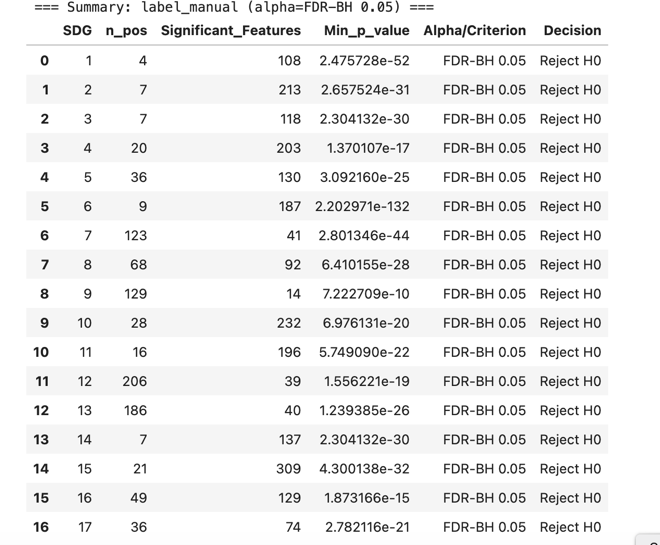 === Summary: label_manual (alpha=FDR-BH 0.05) ===
SDG n_pos Significant_Features Min_p_value Alpha/Criterion Decision
0 1 4 108 2.475728e-52 FDR-BH 0.05 Reject H0
1 2 7 213 2.657524e-31 FDR-BH 0.05 Reject H0
2 3 7 118 2.304132e-30 FDR-BH 0.05 Reject H0
3 4 20 203 1.370107e-17 FDR-BH 0.05 Reject H0
4 5 36 130 3.092160e-25 FDR-BH 0.05 Reject H0
5 6 9 187 2.202971e-132 FDR-BH 0.05 Reject H0
6 7 123 41 2.801346e-44 FDR-BH 0.05 Reject H0
7 8 68 92 6.410155e-28 FDR-BH 0.05 Reject H0
8 9 129 14 7.222709e-10 FDR-BH 0.05 Reject H0
9 10 28 232 6.976131e-20 FDR-BH 0.05 Reject H0
10 11 16 196 5.749090e-22 FDR-BH 0.05 Reject H0
11 12 206 39 1.556221e-19 FDR-BH 0.05 Reject H0
12 13 186 40 1.239385e-26 FDR-BH 0.05 Reject H0
13 14 7 137 2.304132e-30 FDR-BH 0.05 Reject H0
14 15 21 309 4.300138e-32 FDR-BH 0.05 Reject H0
15 16 49 129 1.873166e-15 FDR-BH 0.05 Reject H0
16 17 36 74 2.782116e-21 FDR-BH 0.05 Reject H0